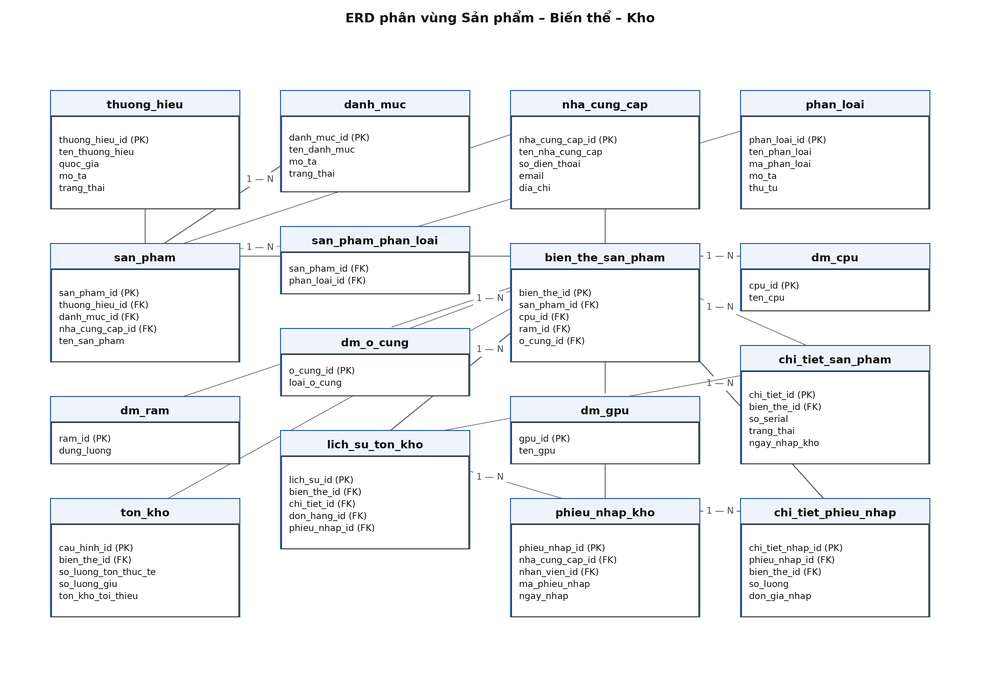 ERD phân vùng Sản phẩm – Biến thể – Kho
thuong_hieu
thuong_hieu_id (PK)
ten_thuong_hieu
quoc_gia
mo_ta
trang_thai
danh_muc
danh_muc_id (PK)
ten_danh_muc
mo_ta
trang_thai
nha_cung_cap
nha_cung_cap_id (PK)
ten_nha_cung_cap
so_dien_thoai
email
dia_chi
phan_loai
phan_loai_id (PK)
ten_phan_loai
ma_phan_loai
mo_ta
thu_tu
1 — N
1 — N
san_pham
san_pham_id (PK)
thuong_hieu_id (FK)
danh_muc_id (FK)
nha_cung_cap_id (FK)
ten_san_pham
san_pham_phan_loai
san_pham_id (FK)
phan_loai_id (FK)
bien_the_san_pham
bien_the_id (PK)
san_pham_id (FK)
cpu_id (FK)
ram_id (FK)
o_cung_id (FK)
1 — N
dm_cpu
cpu_id (PK)
ten_cpu
1 — N
1 — N
1 — N
1 — N
dm_o_cung
o_cung_id (PK)
loai_o_cung
chi_tiet_san_pham
chi_tiet_id (PK)
bien_the_id (FK)
so_serial
trang_thai
ngay_nhap_kho
dm_ram
ram_id (PK)
dung_luong
lich_su_ton_kho
lich_su_id (PK)
bien_the_id (FK)
chi_tiet_id (FK)
don_hang_id (FK)
phieu_nhap_id (FK)
dm_gpu
gpu_id (PK)
ten_gpu
1 — N
ton_kho
cau_hinh_id (PK)
bien_the_id (FK)
so_luong_ton_thuc_te
so_luong_giu
ton_kho_toi_thieu
phieu_nhap_kho
phieu_nhap_id (PK)
nha_cung_cap_id (FK)
nhan_vien_id (FK)
ma_phieu_nhap
ngay_nhap
1 — N
chi_tiet_phieu_nhap
chi_tiet_nhap_id (PK)
phieu_nhap_id (FK)
bien_the_id (FK)
so_luong
don_gia_nhap